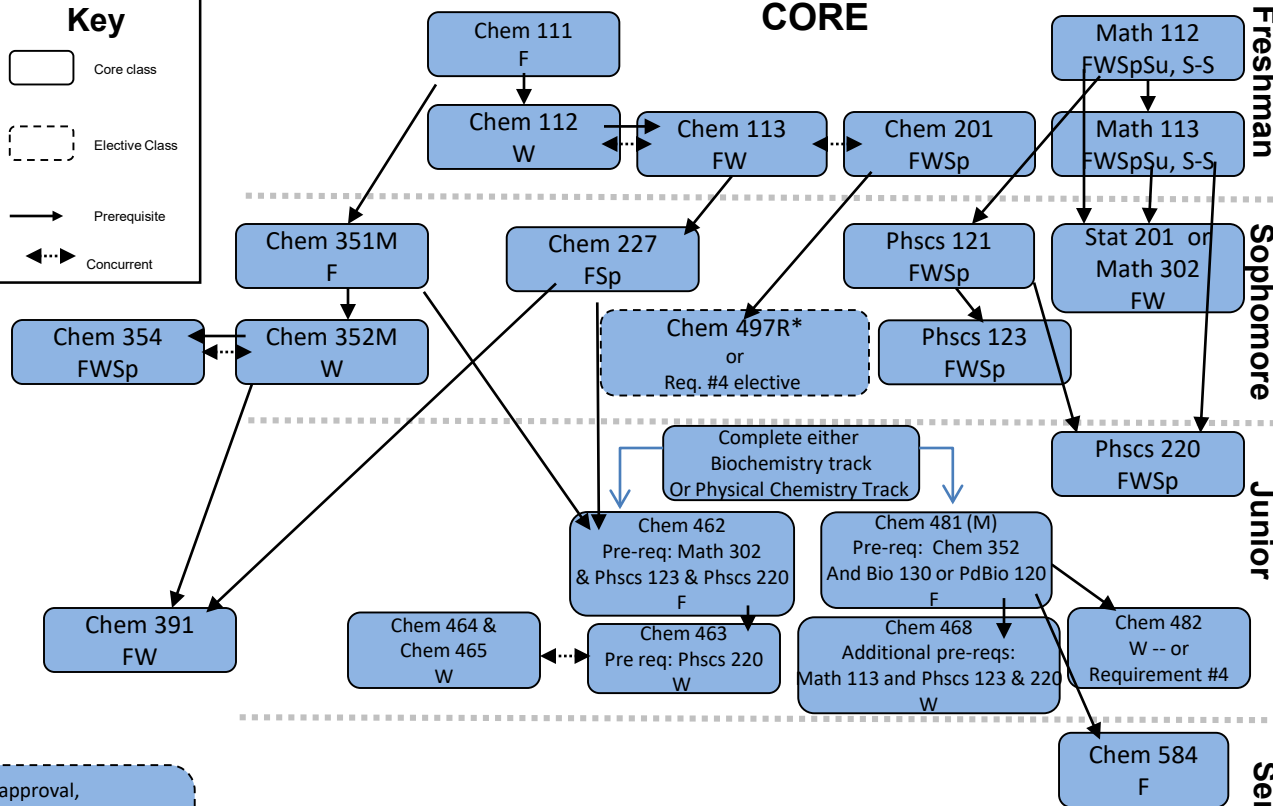 Key
Core class
Elective Class
Prerequisite
Concurrent
CORE
Freshman
Chem 111
F
Math 112
FWSpSu, S-S
Chem 112
W
Chem 113
FW
Chem 201
FWSp
Math 113
FWSpSu, S-S
Sophomore
Chem 351M
F
Chem 227
FSp
Phscs 121
FWSp
Stat 201 or
Math 302
FW
Chem 354
FWSp
Chem 352M
W
Chem 497R*
or
Req. #4 elective
Phscs 123
FWSp
Junior
Complete either
Biochemistry track
Or Physical Chemistry Track
Phscs 220
FWSp
Chem 462
Pre-req: Math 302
& Phscs 123 & Phscs 220
F
Chem 481 (M)
Pre-req: Chem 352
And Bio 130 or PdBio 120
F
Chem 391
FW
Chem 464 &
Chem 465
W
Chem 463
Pre req: Phscs 220
W
Chem 468
Additional pre-reqs:
Math 113 and Phscs 123 & 220
W
Chem 482
W -- or
Requirement #4
Chem 584
F
approval,